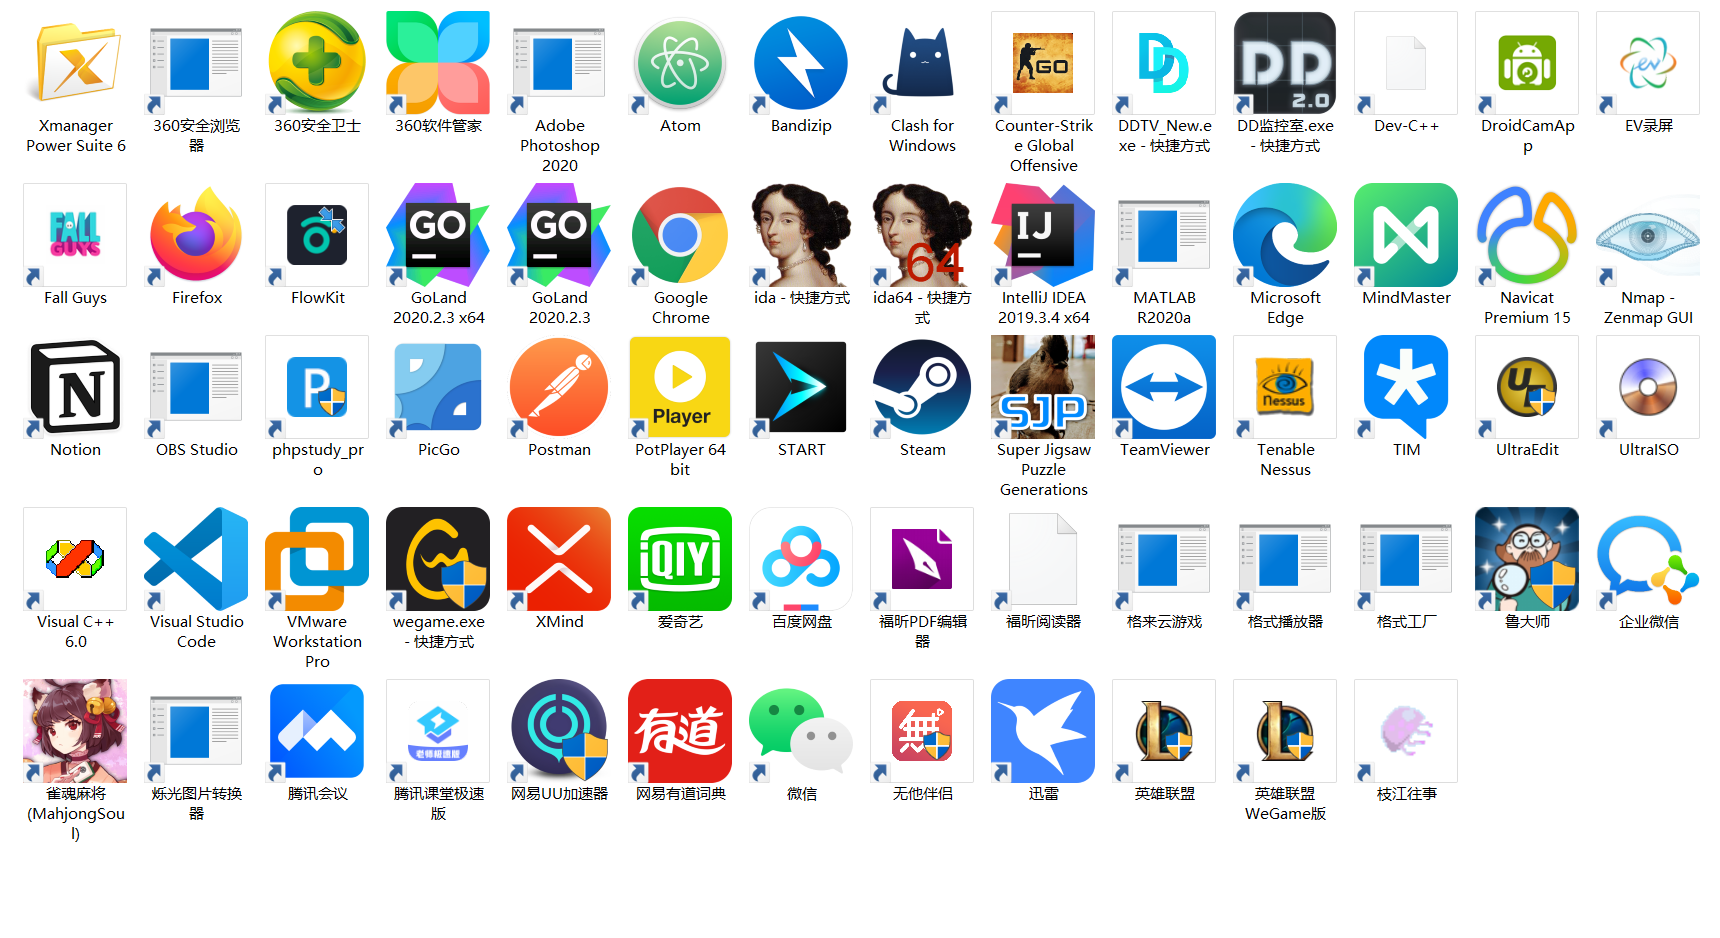 Xmanager
Power Suite 6
360安全浏览
器
360安全卫士
360软件管家
Adobe
Photoshop
2020
Atom
Bandizip
Clash for
Windows
GO
Counter-Strik
e Global
Offensive
DD
DDTV_New.e
xe - 快捷方式
DD
2.0
DD监控室.exe
- 快捷方式
Dev-C++
DroidCamAp
p
ev
EV录屏
FALL
GUYS
Fall Guys
Firefox
FlowKit
GO
GoLand
2020.2.3 x64
GO
GoLand
2020.2.3
Google
Chrome
ida - 快捷方式
64
ida64 - 快捷方
式
IJ
IntelliJ IDEA
2019.3.4 x64
MATLAB
R2020a
Microsoft
Edge
MindMaster
Navicat
Premium 15
Nmap -
Zenmap GUI
N
Notion
OBS Studio
P
phpstudy_pr
o
PicGo
Postman
Player
PotPlayer 64
bit
START
Steam
SJP
Super Jigsaw
Puzzle
Generations
TeamViewer
Nessus
Tenable
Nessus
TIM
UE
UltraEdit
UltraISO
Visual C++
6.0
Visual Studio
Code
VMware
Workstation
Pro
wegame.exe
- 快捷方式
XMind
iQIYI
爱奇艺
百度网盘
福昕PDF编辑
器
福昕阅读器
格来云游戏
格式播放器
格式工厂
鲁大师
企业微信
雀魂麻将
(MahjongSou
l)
烁光图片转换
器
腾讯会议
老师极速版
腾讯课堂极速
版
网易UU加速器
有道
网易有道词典
微信
無
无他伴侣
迅雷
L
英雄联盟
L
英雄联盟
WeGame版
枝江往事